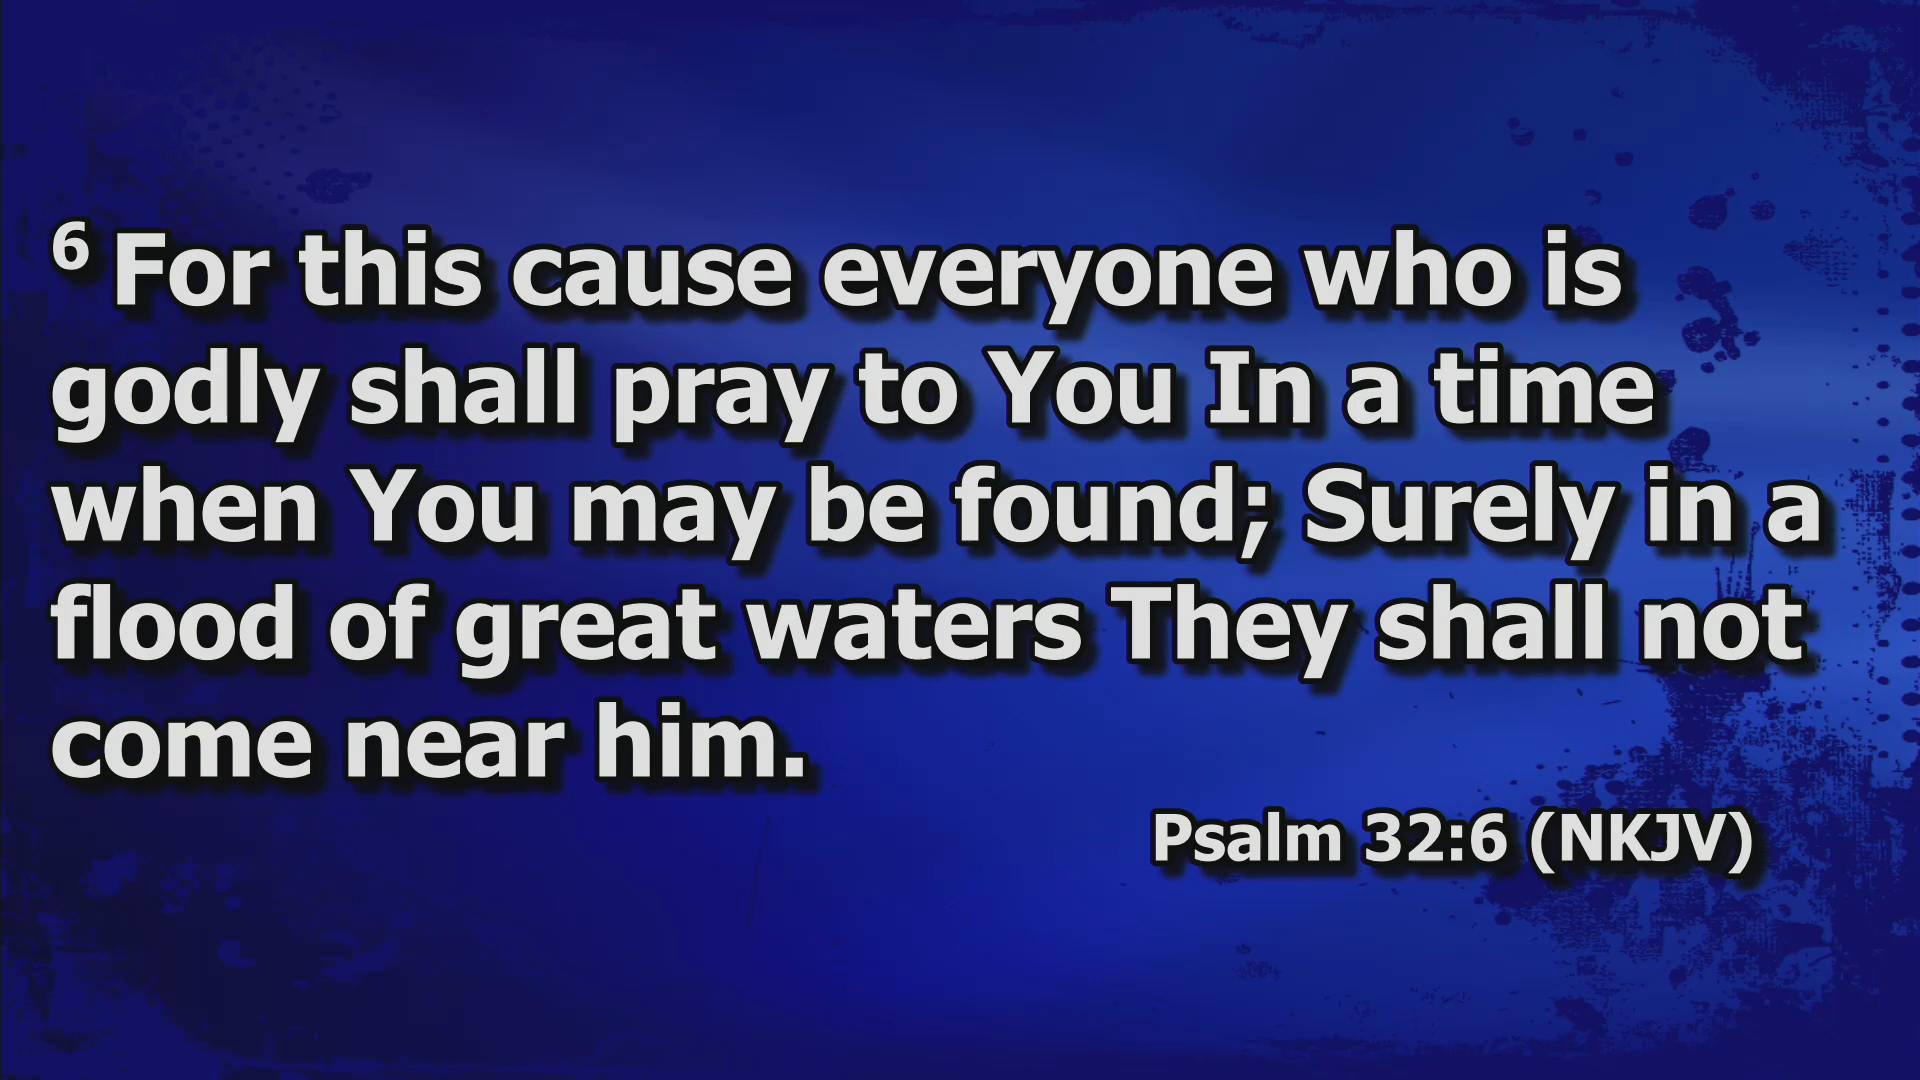 6 For this cause everyone who is
godly shall pray to You In a time
when You may be found; Surely in a
flood of great waters They shall not
come near him.
Psalm 32:6 (NKJV)